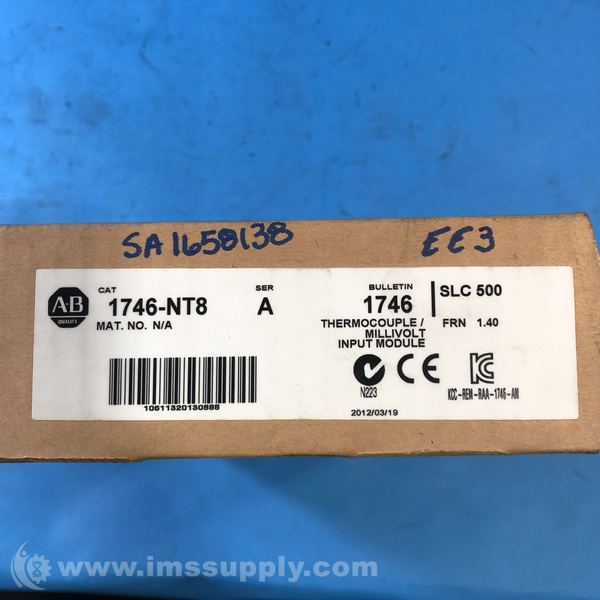 SA1658138 EE3
A-B
QUALITY
CAT
1746-NT8
MAT. NO. N/A
SER
A
BULLETIN
1746
SLC 500
THERMOCOUPLE /
MILLIVOLT
INPUT MODULE
FRN 1.40
10611320130888
N223
CE
2012/03/19
KCC-REM-RAA-1746-AM
www.imssupply.com